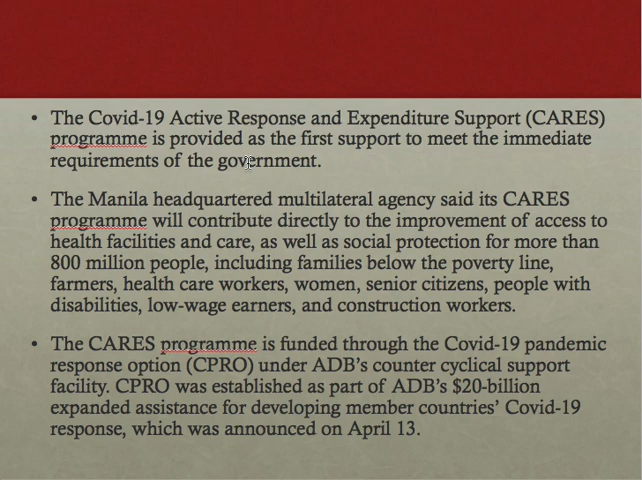 • The Covid-19 Active Response and Expenditure Support (CARES)
programme is provided as the first support to meet the immediate
requirements of the government.
• The Manila headquartered multilateral agency said its CARES
programme will contribute directly to the improvement of access to
health facilities and care, as well as social protection for more than
800 million people, including families below the poverty line,
farmers, health care workers, women, senior citizens, people with
disabilities, low-wage earners, and construction workers.
• The CARES programme is funded through the Covid-19 pandemic
response option (CPRO) under ADB's counter cyclical support
facility. CPRO was established as part of ADB's $20-billion
expanded assistance for developing member countries' Covid-19
response, which was announced on April 13.